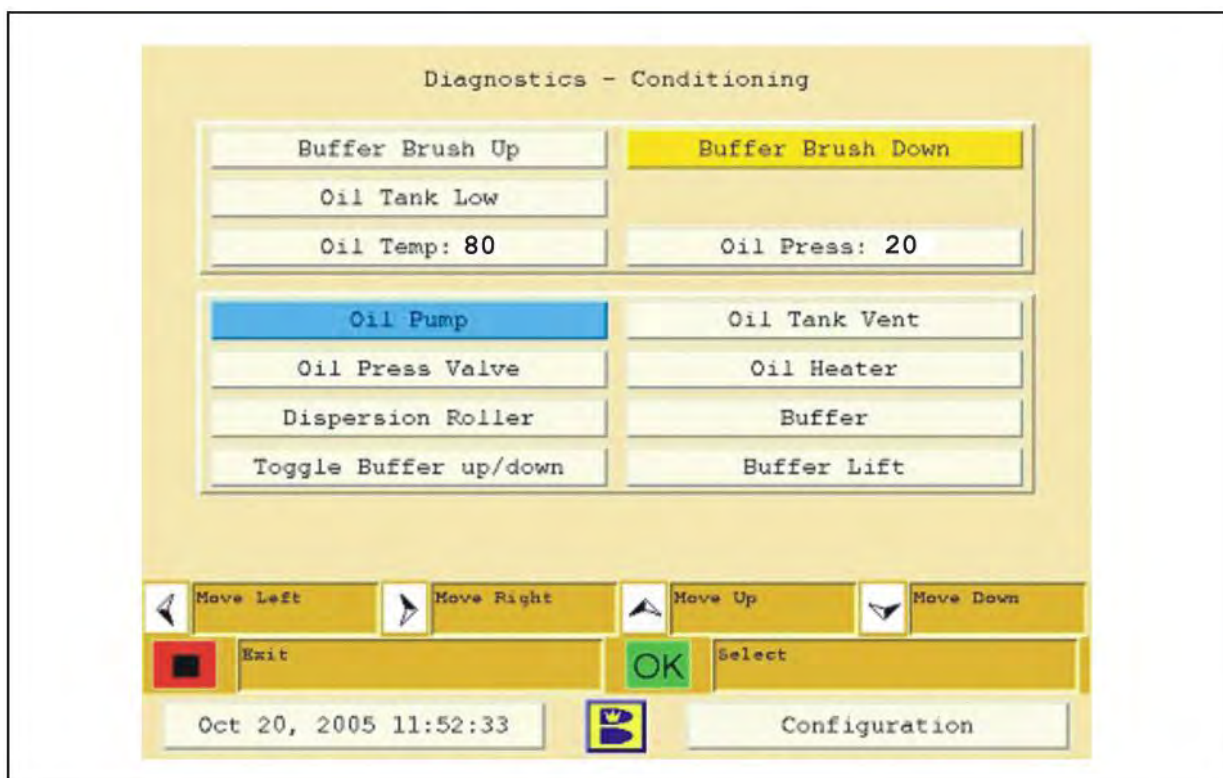 Diagnostics - Conditioning
Buffer Brush Up Buffer Brush Down
Oil Tank Low
Oil Temp: 80 Oil Press: 20
Oil Pump Oil Tank Vent
Oil Press Valve Oil Heater
Dispersion Roller Buffer
Toggle Buffer up/down Buffer Lift
Move Left Move Right Move Up Move Down
Exit OK Select
Oct 20, 2005 11:52:33 Configuration